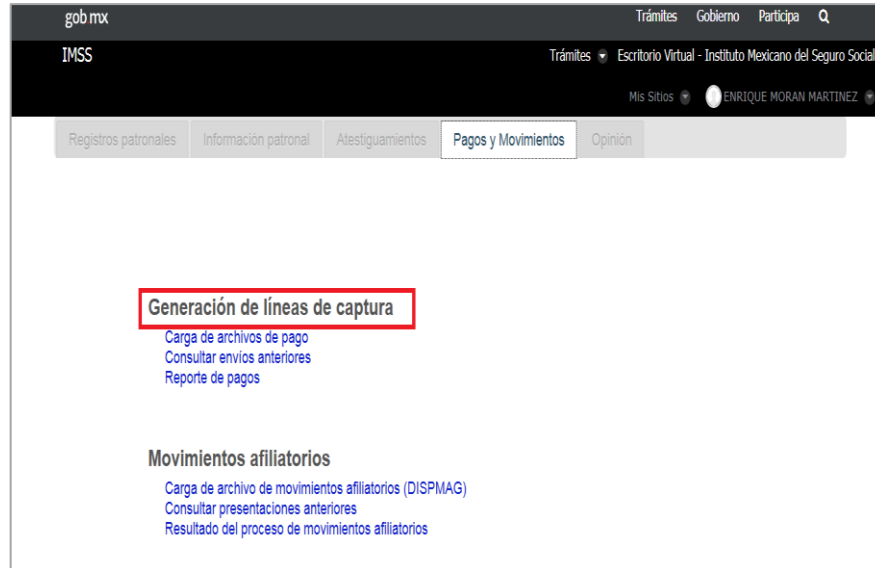 gob.mx Trámites Gobierno Participa
IMSS Trámites Escritorio Virtual - Instituto Mexicano del Seguro Social
Mis Sitios ENRIQUE MORAN MARTINEZ
Registros patronales Información patronal Atestiguamientos Pagos y Movimientos Opinión
Generación de líneas de captura
Carga de archivos de pago
Consultar envíos anteriores
Reporte de pagos
Movimientos afiliatorios
Carga de archivo de movimientos afiliatorios (DISPMAG)
Consultar presentaciones anteriores
Resultado del proceso de movimientos afiliatorios